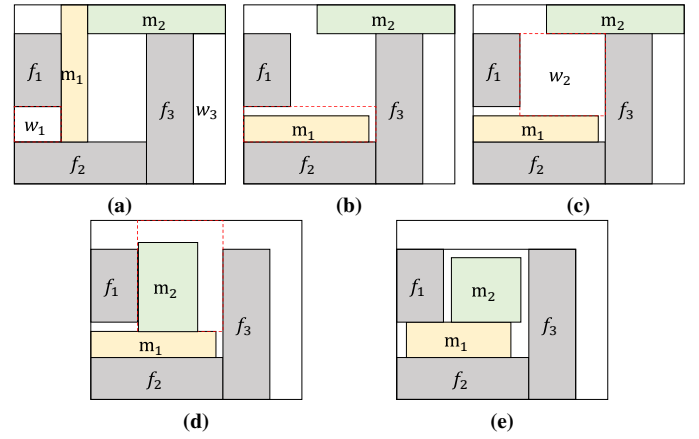 m₂
f₁
m₁
w₁
f₂
f₃
w₃
(a)
m₂
f₁
m₁
f₂
f₃
(b)
m₂
f₁
w₂
m₁
f₂
f₃
(c)
f₁
m₂
m₁
f₂
f₃
(d)
f₁
m₂
m₁
f₂
f₃
(e)